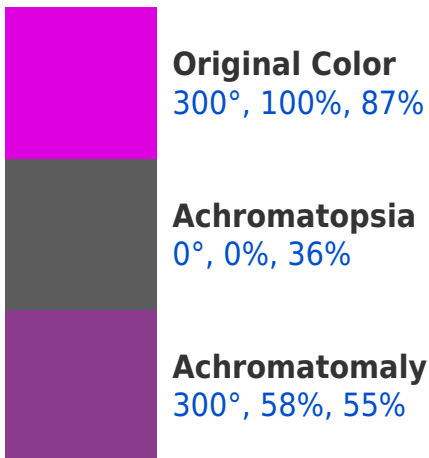 Original Color
300°, 100%, 87%
Achromatopsia
0°, 0%, 36%
Achromatomaly
300°, 58%, 55%